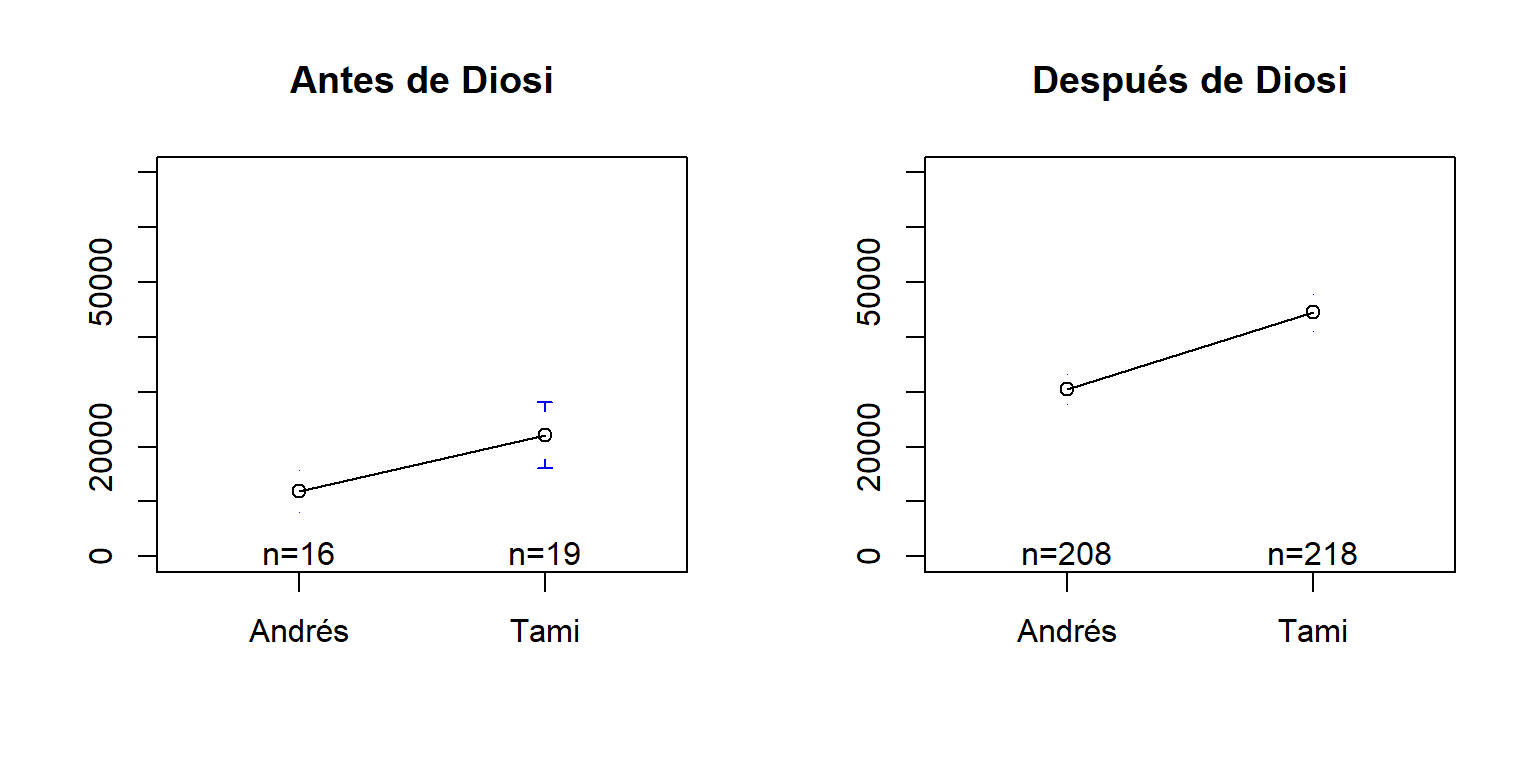 Antes de Diosi
50000
20000
0
n=16
n=19
Andrés
Tami
Después de Diosi
50000
20000
0
n=208
n=218
Andrés
Tami